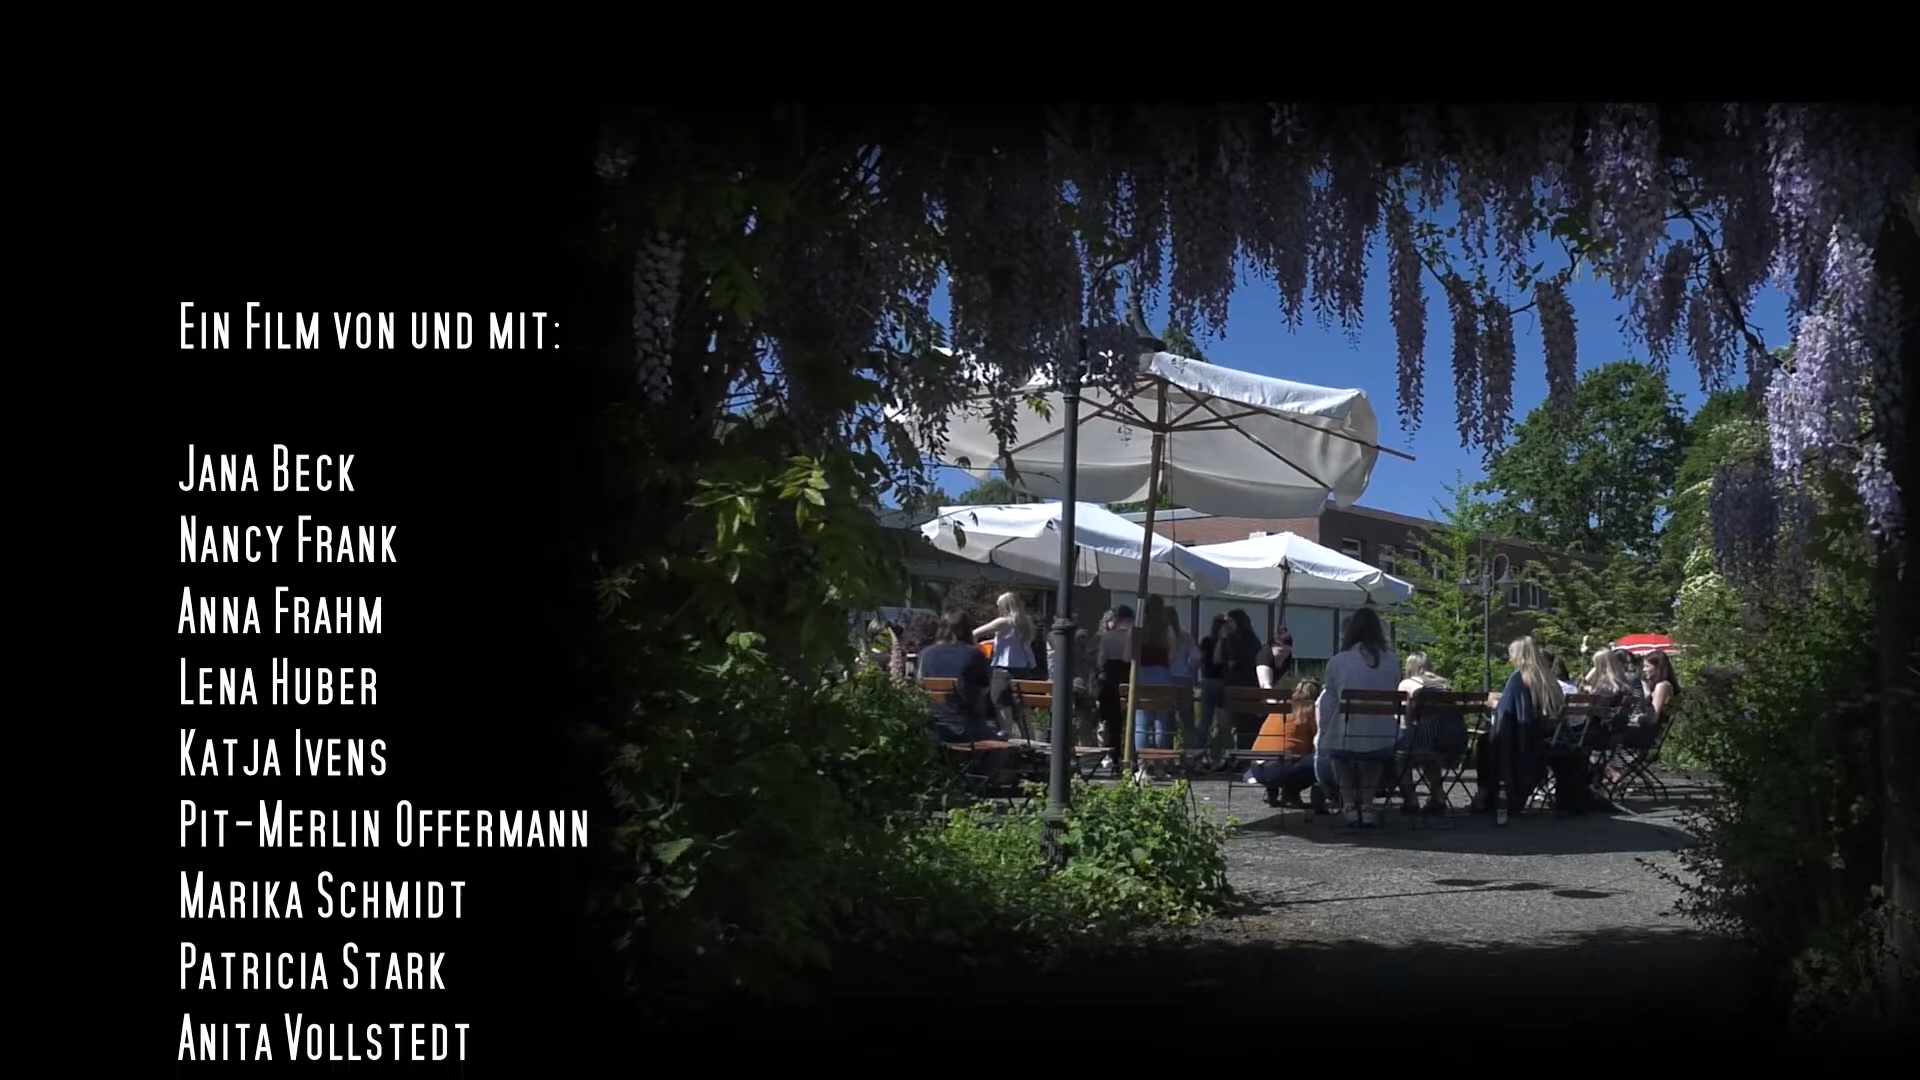 Ein Film von und mit:
Jana Beck
Nancy Frank
Anna Frahm
Lena Huber
Katja Ivens
Pit-Merlin Offermann
Marika Schmidt
Patricia Stark
Anita Vollstedt